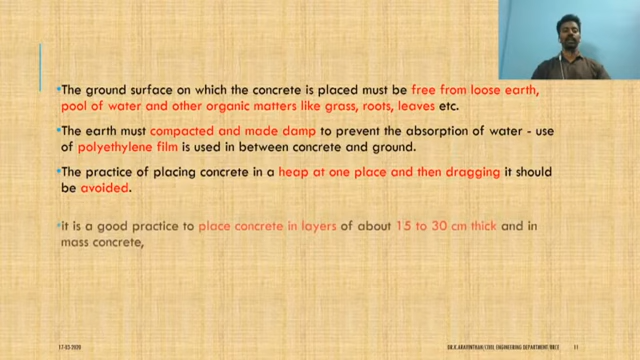 •The ground surface on which the concrete is placed must be free from loose earth,
pool of water and other organic matters like grass, roots, leaves etc.
•The earth must compacted and made damp to prevent the absorption of water - use
of polyethylene film is used in between concrete and ground.
•The practice of placing concrete in a heap at one place and then dragging it should
be avoided.
•it is a good practice to place concrete in layers of about 15 to 30 cm thick and in
mass concrete,
17-03-2020 DR.K.ARAVINTHAN/CIVIL ENGINEERING DEPARTMENT/RRCE 11